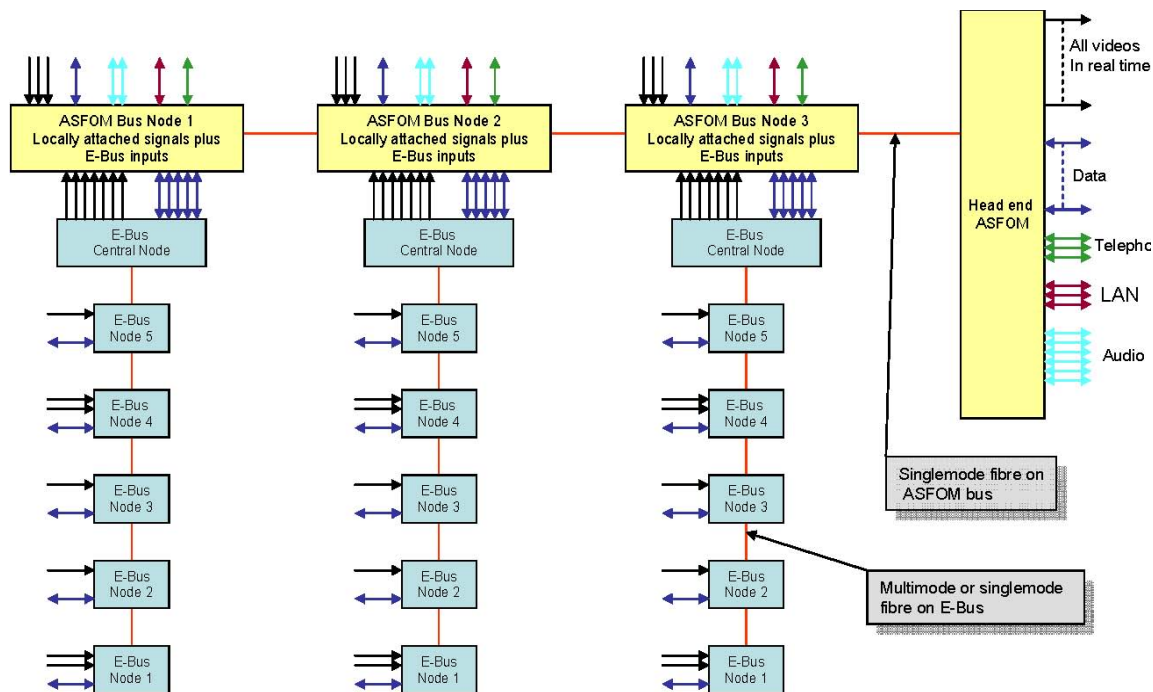 ASFOM Bus Node 1
Locally attached signals plus
E-Bus inputs
ASFOM Bus Node 2
Locally attached signals plus
E-Bus inputs
ASFOM Bus Node 3
Locally attached signals plus
E-Bus inputs
Head end
ASFOM
All videos
In real time
Data
Telepho
LAN
Audio
E-Bus
Central Node
E-Bus
Central Node
E-Bus
Central Node
E-Bus
Node 5
E-Bus
Node 5
E-Bus
Node 5
E-Bus
Node 4
E-Bus
Node 4
E-Bus
Node 4
E-Bus
Node 3
E-Bus
Node 3
E-Bus
Node 3
E-Bus
Node 2
E-Bus
Node 2
E-Bus
Node 2
E-Bus
Node 1
E-Bus
Node 1
E-Bus
Node 1
Singlemode fibre on
ASFOM bus
Multimode or singlemode
fibre on E-Bus